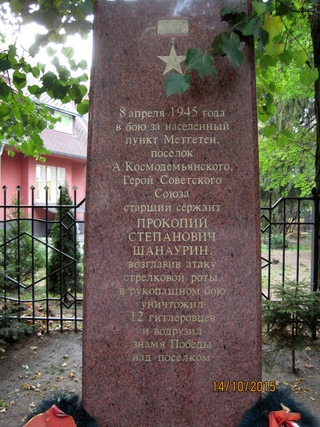 8 апреля 1945 года
в бою за населенный
пункт Метгетен,
поселок
А.Космодемьянского,
Герой Советского
Союза
старший сержант
ПРОКОПИЙ
СТЕПАНОВИЧ
ШАНАУРИН
возглавив атаку
стрелковой роты,
в рукопашном бою
уничтожил
12 гитлеровцев
и водрузил
знамя Победы
над поселком
14/10/2015